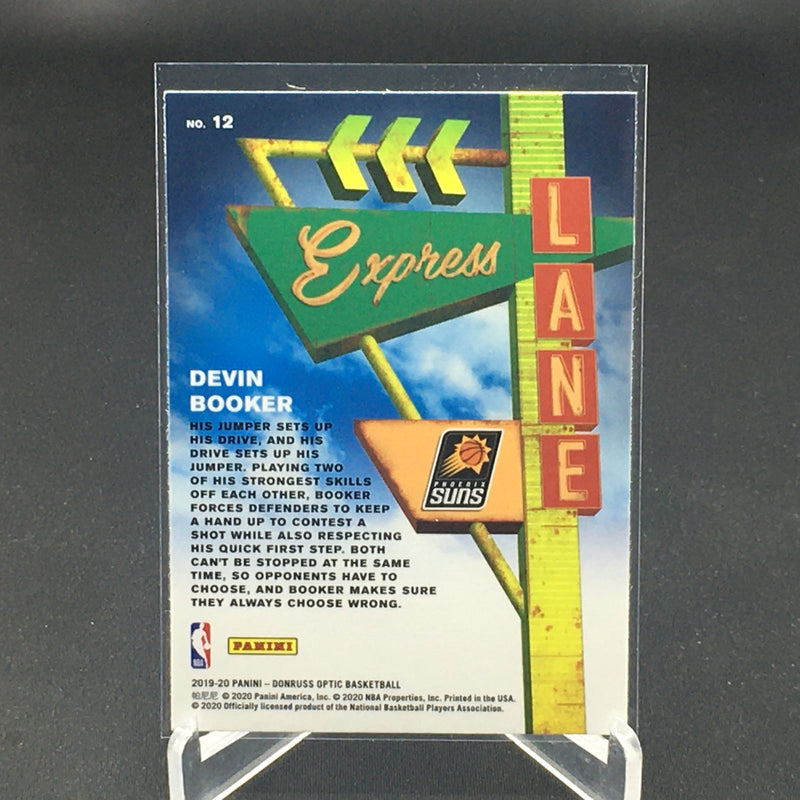 NO. 12
Express
LANE
DEVIN
BOOKER
HIS JUMPER SETS UP
HIS DRIVE, AND HIS
DRIVE SETS UP HIS
JUMPER. PLAYING TWO
OF HIS STRONGEST SKILLS
OFF EACH OTHER, BOOKER
FORCES DEFENDERS TO KEEP
A HAND UP TO CONTEST A
SHOT WHILE ALSO RESPECTING
HIS QUICK FIRST STEP. BOTH
CAN'T BE STOPPED AT THE SAME
TIME, SO OPPONENTS HAVE TO
CHOOSE, AND BOOKER MAKES SURE
THEY ALWAYS CHOOSE WRONG.
PHOENIX
SUNS
NBA
PANINI
2019-20 PANINI – DONRUSS OPTIC BASKETBALL
帕尼尼 © 2020 Panini America, Inc. © 2020 NBA Properties, Inc. Printed in the USA.
© 2020 Officially licensed product of the National Basketball Players Association.